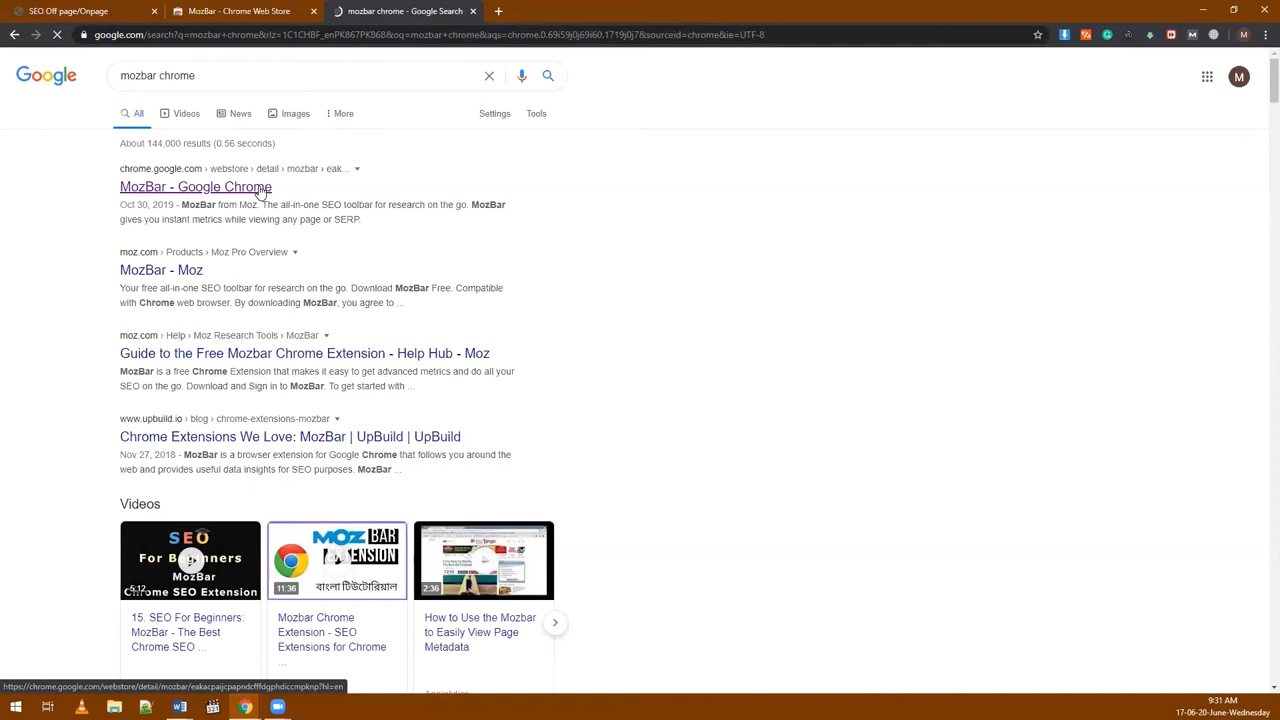 SEO Off page/Onpage
MozBar - Chrome Web Store
mozbar chrome - Google Search
google.com/search?q=mozbar+chrome&rlz=1C1CHBF_enPK867PK868&oq=mozbar+chrome&aqs=chrome.0.69i59j0j69i60.1719j0j7&sourceid=chrome&ie=UTF-8
M
Google
mozbar chrome
M
All
Videos
News
Images
More
Settings
Tools
About 144,000 results (0.56 seconds)
chrome.google.com › webstore › detail › mozbar › eak...
MozBar - Google Chrome
Oct 30, 2019 - MozBar from Moz. The all-in-one SEO toolbar for research on the go. MozBar
gives you instant metrics while viewing any page or SERP.
moz.com › Products › Moz Pro Overview
MozBar - Moz
Your free all-in-one SEO toolbar for research on the go. Download MozBar Free. Compatible
with Chrome web browser. By downloading MozBar, you agree to ...
moz.com › Help › Moz Research Tools › MozBar
Guide to the Free Mozbar Chrome Extension - Help Hub - Moz
MozBar is a free Chrome Extension that makes it easy to get advanced metrics and do all your
SEO on the go. Download and Sign in to MozBar. To get started with ...
www.upbuild.io › blog › chrome-extensions-mozbar
Chrome Extensions We Love: MozBar | UpBuild | UpBuild
Nov 27, 2018 - MozBar is a browser extension for Google Chrome that follows you around the
web and provides useful data insights for SEO purposes. MozBar ...
Videos
SEO
For Beginners
MozBar
Chrome SEO Extension
5:12
MOZ BAR
EXTENSION
বাংলা টিউটোরিয়াল
11:36
2:36
15. SEO For Beginners:
MozBar - The Best
Chrome SEO ...
Mozbar Chrome
Extension - SEO
Extensions for Chrome
...
How to Use the Mozbar
to Easily View Page
Metadata
https://chrome.google.com/webstore/detail/mozbar/eakacpaijcpapndcfffdgphdiccmpknp?hl=en
9:31 AM
17-06-20-June-Wednesday